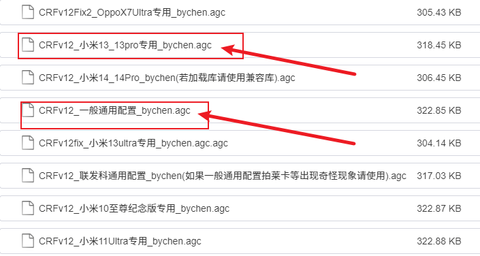 CRFv12Fix2_OppoX7Ultra专用_bychen.agc 305.43 KB
CRFv12_小米13_13pro专用_bychen.agc 318.45 KB
CRFv12_小米14_14Pro_bychen(若加载库请使用兼容库).agc 306.45 KB
CRFv12_一般通用配置_bychen.agc 322.85 KB
CRFv12fix_小米13ultra专用_bychen.agc.agc 304.14 KB
CRFv12_联发科通用配置_bychen(如果一般通用配置拍莱卡等出现奇怪现象请使用).agc 317.03 KB
CRFv12_小米10至尊纪念版专用_bychen.agc 322.87 KB
CRFv12_小米11Ultra专用_bychen.agc 322.88 KB